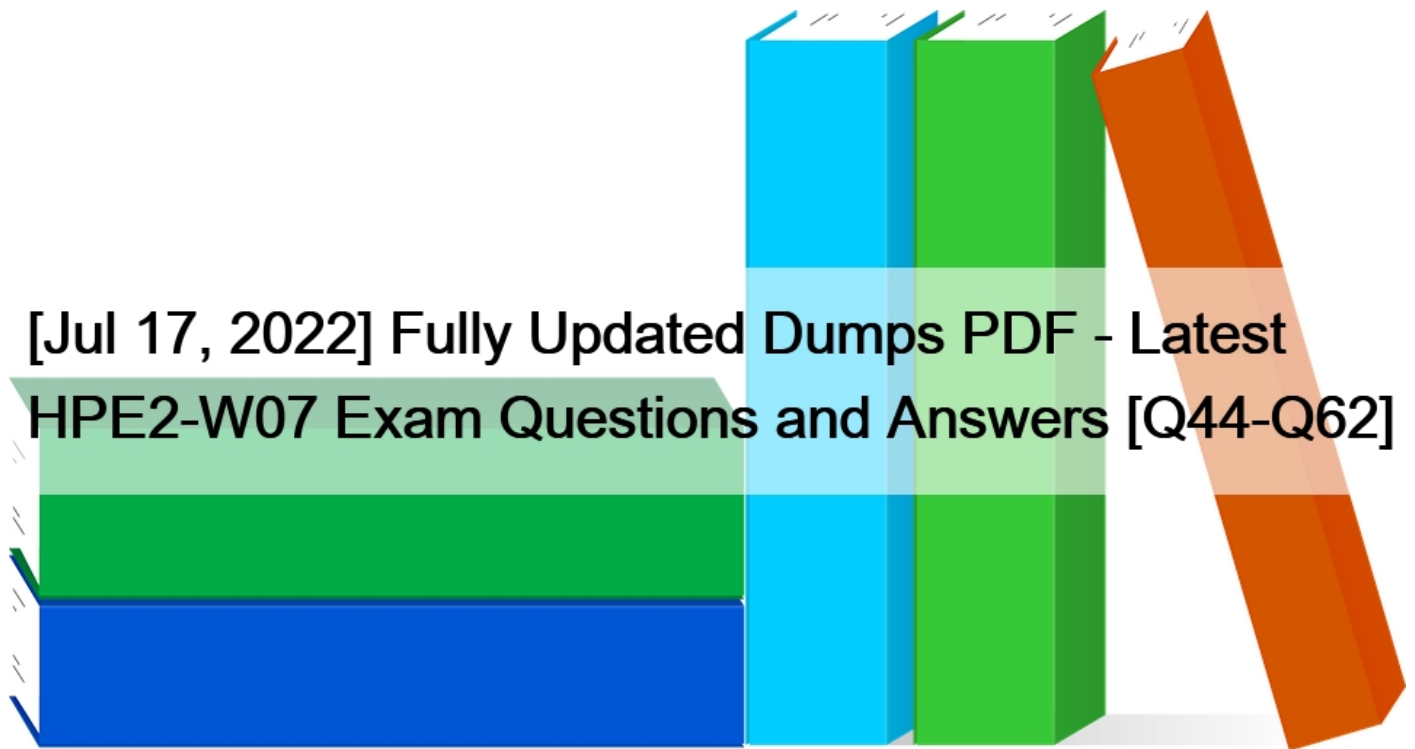 [Jul 17, 2022] Fully Updated Dumps PDF - Latest
HPE2-W07 Exam Questions and Answers [Q44-Q62]